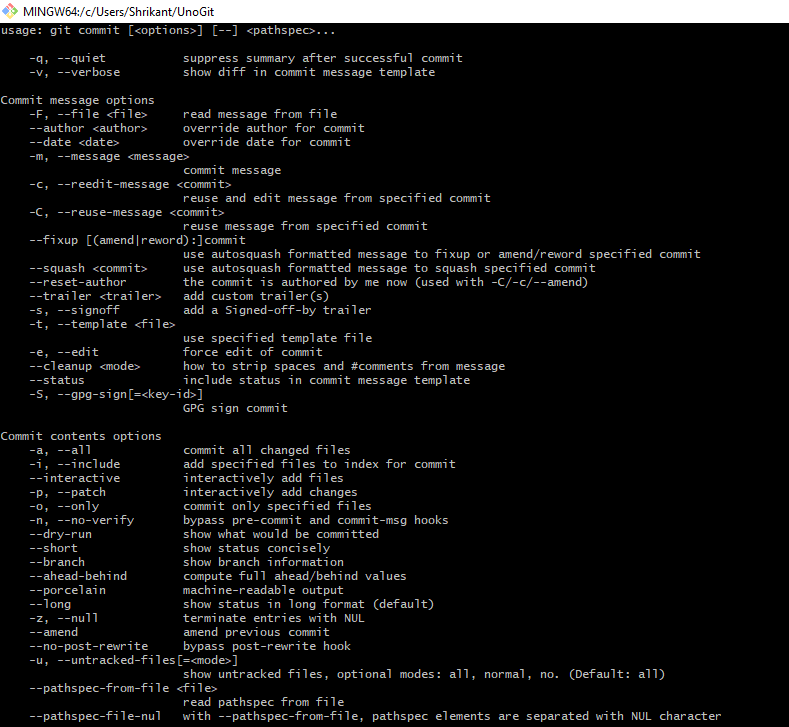 MINGW64:/c/Users/Shrikant/UnoGit
usage: git commit [<options>] [--] <pathspec>...
-q, --quiet suppress summary after successful commit
-v, --verbose show diff in commit message template
Commit message options
-F, --file <file> read message from file
--author <author> override author for commit
--date <date> override date for commit
-m, --message <message>
commit message
-c, --reedit-message <commit>
reuse and edit message from specified commit
-C, --reuse-message <commit>
reuse message from specified commit
--fixup [(amend|reword):]commit
use autosquash formatted message to fixup or amend/reword specified commit
--squash <commit> use autosquash formatted message to squash specified commit
--reset-author the commit is authored by me now (used with -C/-c/--amend)
--trailer <trailer> add custom trailer(s)
-s, --signoff add a Signed-off-by trailer
-t, --template <file>
use specified template file
-e, --edit force edit of commit
--cleanup <mode> how to strip spaces and #comments from message
--status include status in commit message template
-S, --gpg-sign[=<key-id>]
GPG sign commit
Commit contents options
-a, --all commit all changed files
-i, --include add specified files to index for commit
--interactive interactively add files
-p, --patch interactively add changes
-o, --only commit only specified files
-n, --no-verify bypass pre-commit and commit-msg hooks
--dry-run show what would be committed
--short show status concisely
--branch show branch information
--ahead-behind compute full ahead/behind values
--porcelain machine-readable output
--long show status in long format (default)
-z, --null terminate entries with NUL
--amend amend previous commit
--no-post-rewrite bypass post-rewrite hook
-u, --untracked-files[=<mode>]
show untracked files, optional modes: all, normal, no. (Default: all)
--pathspec-from-file <file>
read pathspec from file
--pathspec-file-nul with --pathspec-from-file, pathspec elements are separated with NUL character